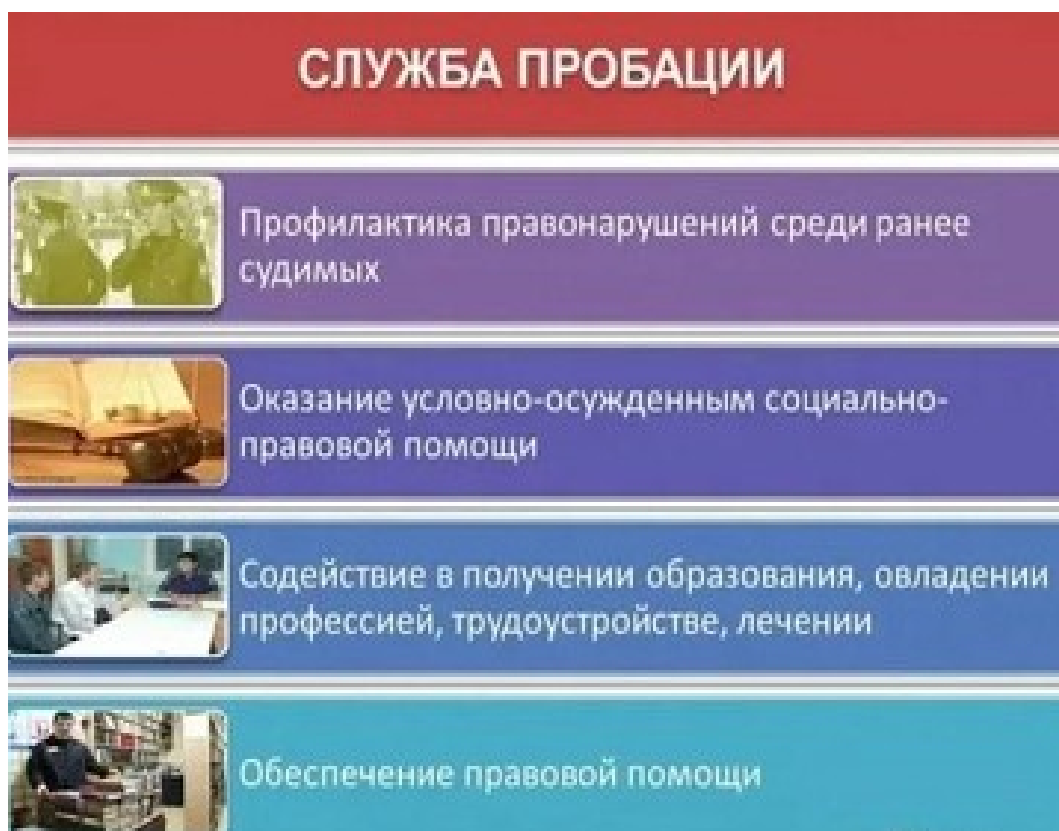 СЛУЖБА ПРОБАЦИИ
Профилактика правонарушений среди ранее
судимых
Оказание условно-осужденным социально-
правовой помощи
Содействие в получении образования, овладении
профессией, трудоустройстве, лечении
Обеспечение правовой помощи